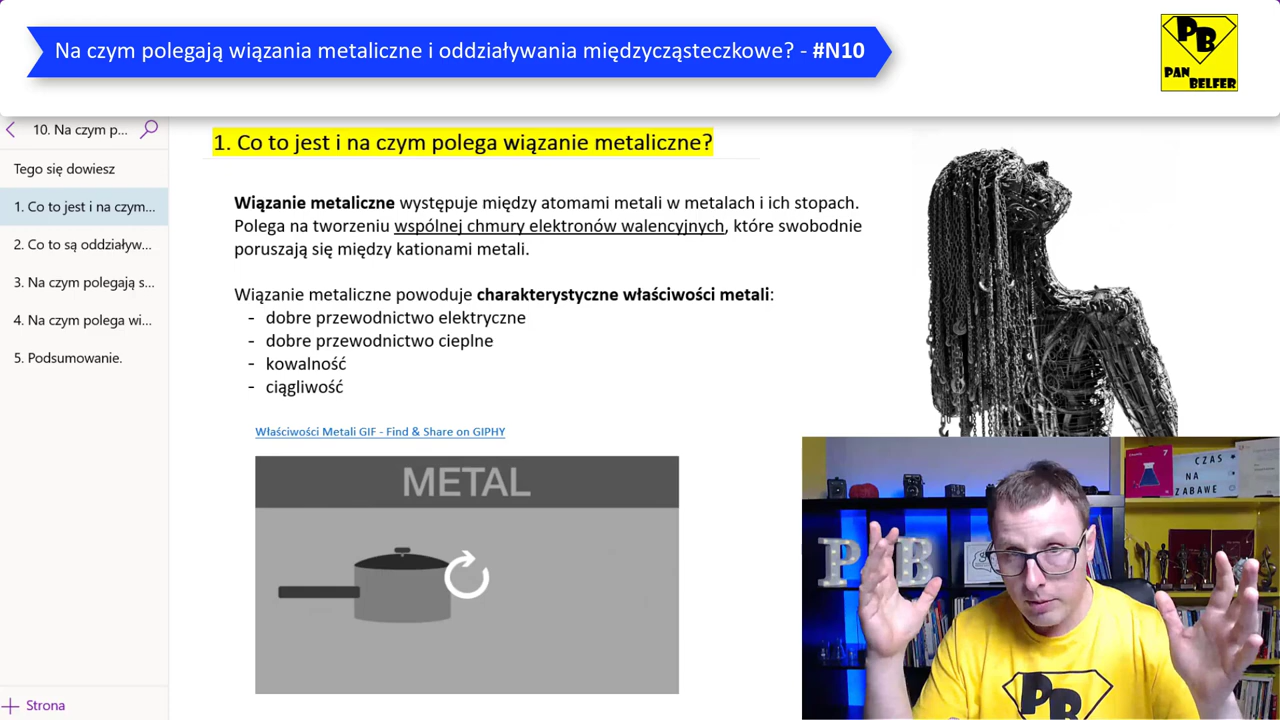 Na czym polegają wiązania metaliczne i oddziaływania międzycząsteczkowe? - #N10
PB
PAN
BELFER
10. Na czym p...
Tego się dowiesz
1. Co to jest i na czym...
2. Co to są oddziaływ...
3. Na czym polegają s...
4. Na czym polega wi...
5. Podsumowanie.
Strona
1. Co to jest i na czym polega wiązanie metaliczne?
Wiązanie metaliczne występuje między atomami metali w metalach i ich stopach.
Polega na tworzeniu wspólnej chmury elektronów walencyjnych, które swobodnie
poruszają się między kationami metali.
Wiązanie metaliczne powoduje charakterystyczne właściwości metali:
- dobre przewodnictwo elektryczne
- dobre przewodnictwo cieplne
- kowalność
- ciągliwość
Właściwości Metali GIF - Find & Share on GIPHY
METAL
7
CZAS
NA
ZABAWE
P B
PB